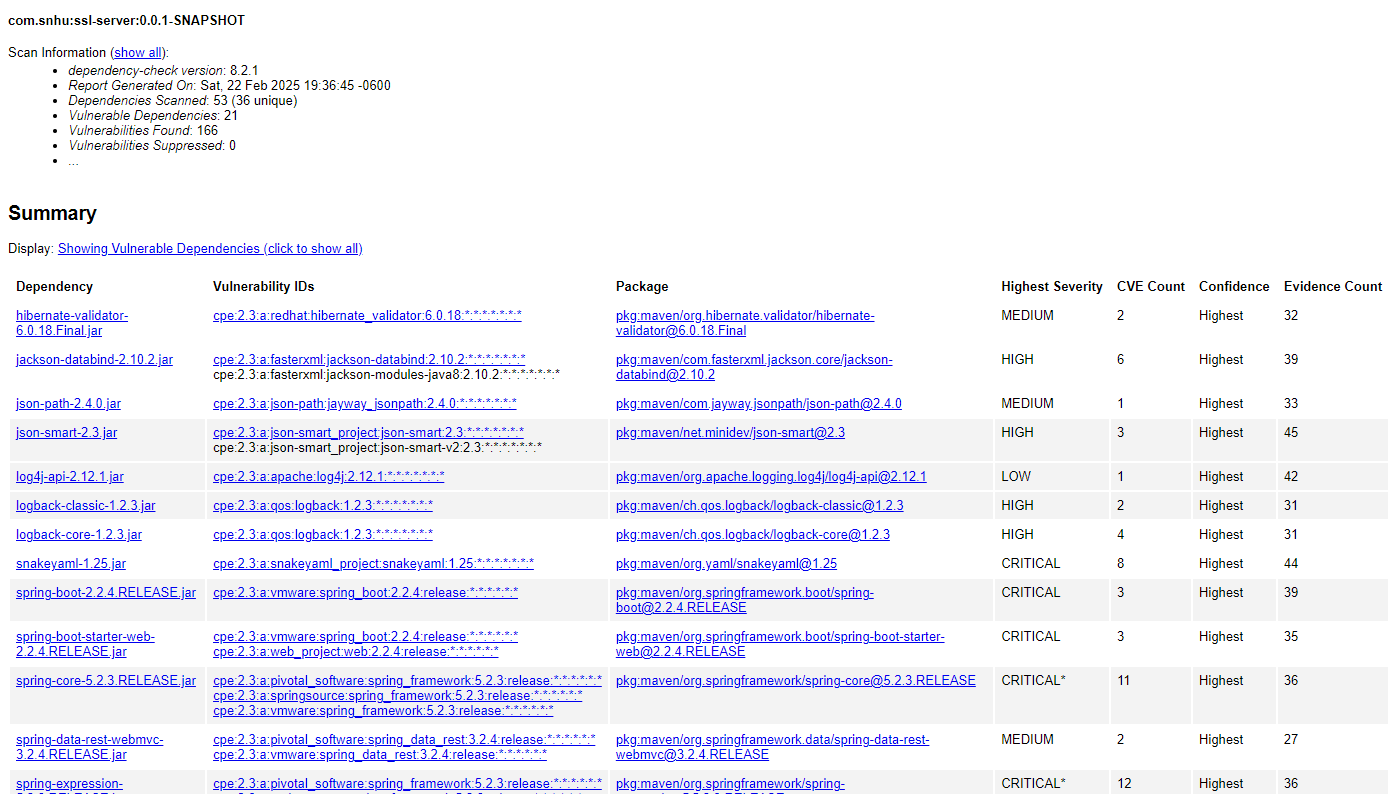 com.snhu:ssl-server:0.0.1-SNAPSHOT
Scan Information (show all):
dependency-check version: 8.2.1
Report Generated On: Sat, 22 Feb 2025 19:36:45 -0600
Dependencies Scanned: 53 (36 unique)
Vulnerable Dependencies: 21
Vulnerabilities Found: 166
Vulnerabilities Suppressed: 0
...
Summary
Display: Showing Vulnerable Dependencies (click to show all)
Dependency Vulnerability IDs Package Highest Severity CVE Count Confidence Evidence Count
hibernate-validator- cpe:2.3:a:redhat:hibernate_validator:6.0.18:*:*:*:*:*:*:* pkg:maven/org.hibernate.validator/hibernate- MEDIUM 2 Highest 32
6.0.18.Final.jar validator@6.0.18.Final
jackson-databind-2.10.2.jar cpe:2.3:a:fasterxml:jackson-databind:2.10.2:*:*:*:*:*:*:* pkg:maven/com.fasterxml.jackson.core/jackson- HIGH 6 Highest 39
cpe:2.3:a:fasterxml:jackson-modules-java8:2.10.2:*:*:*:*:*:*:* databind@2.10.2
json-path-2.4.0.jar cpe:2.3:a:json-path:jayway_jsonpath:2.4.0:*:*:*:*:*:*:* pkg:maven/com.jayway.jsonpath/json-path@2.4.0 MEDIUM 1 Highest 33
json-smart-2.3.jar cpe:2.3:a:json-smart_project:json-smart:2.3:*:*:*:*:*:*:* pkg:maven/net.minidev/json-smart@2.3 HIGH 3 Highest 45
cpe:2.3:a:json-smart_project:json-smart-v2:2.3:*:*:*:*:*:*:*
log4j-api-2.12.1.jar cpe:2.3:a:apache:log4j:2.12.1:*:*:*:*:*:*:* pkg:maven/org.apache.logging.log4j/log4j-api@2.12.1 LOW 1 Highest 42
logback-classic-1.2.3.jar cpe:2.3:a:qos:logback:1.2.3:*:*:*:*:*:*:* pkg:maven/ch.qos.logback/logback-classic@1.2.3 HIGH 2 Highest 31
logback-core-1.2.3.jar cpe:2.3:a:qos:logback:1.2.3:*:*:*:*:*:*:* pkg:maven/ch.qos.logback/logback-core@1.2.3 HIGH 4 Highest 31
snakeyaml-1.25.jar cpe:2.3:a:snakeyaml_project:snakeyaml:1.25:*:*:*:*:*:*:* pkg:maven/org.yaml/snakeyaml@1.25 CRITICAL 8 Highest 44
spring-boot-2.2.4.RELEASE.jar cpe:2.3:a:vmware:spring_boot:2.2.4:release:*:*:*:*:*:* pkg:maven/org.springframework.boot/spring- CRITICAL 3 Highest 39
boot@2.2.4.RELEASE
spring-boot-starter-web- cpe:2.3:a:vmware:spring_boot:2.2.4:release:*:*:*:*:*:* pkg:maven/org.springframework.boot/spring-boot-starter- CRITICAL 3 Highest 35
2.2.4.RELEASE.jar cpe:2.3:a:web_project:web:2.2.4:release:*:*:*:*:*:* web@2.2.4.RELEASE
spring-core-5.2.3.RELEASE.jar cpe:2.3:a:pivotal_software:spring_framework:5.2.3:release:*:*:*:*:*:* pkg:maven/org.springframework/spring-core@5.2.3.RELEASE CRITICAL* 11 Highest 36
cpe:2.3:a:springsource:spring_framework:5.2.3:release:*:*:*:*:*:*
cpe:2.3:a:vmware:spring_framework:5.2.3:release:*:*:*:*:*:*
spring-data-rest-webmvc- cpe:2.3:a:pivotal_software:spring_data_rest:3.2.4:release:*:*:*:*:*:* pkg:maven/org.springframework.data/spring-data-rest- MEDIUM 2 Highest 27
3.2.4.RELEASE.jar cpe:2.3:a:vmware:spring_data_rest:3.2.4:release:*:*:*:*:*:* webmvc@3.2.4.RELEASE
spring-expression- cpe:2.3:a:pivotal_software:spring_framework:5.2.3:release:*:*:*:*:*:* pkg:maven/org.springframework/spring- CRITICAL* 12 Highest 36